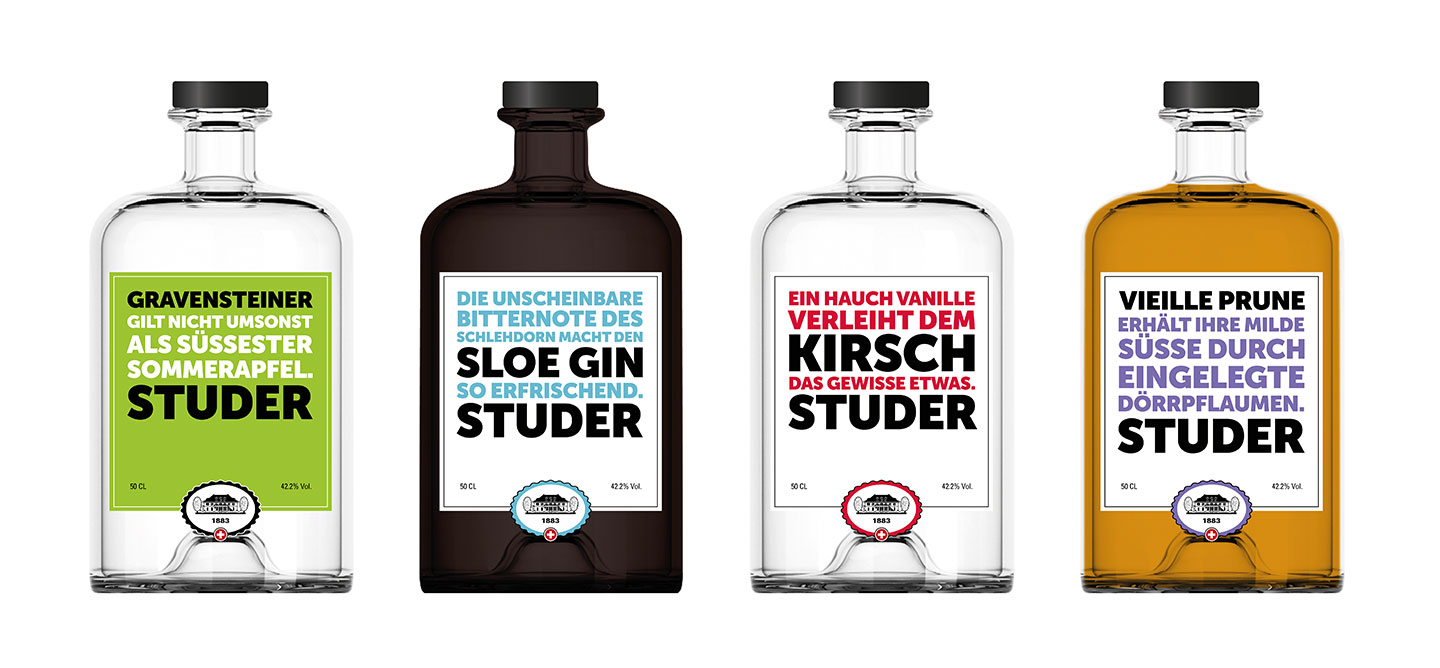 GRAVENSTEINER
GILT NICHT UMSONST
ALS SÜSSESTER
SOMMERAPFEL.
STUDER
50 CL
42.2% Vol.
1883
DIE UNSCHEINBARE
BITTERNOTE DES
SCHLEHDORN MACHT DEN
SLOE GIN
SO ERFRISCHEND.
STUDER
50 CL
42.2% Vol.
1883
EIN HAUCH VANILLE
VERLEIHT DEM
KIRSCH
DAS GEWISSE ETWAS.
STUDER
50 CL
42.2% Vol.
1883
VIEILLE PRUNE
ERHÄLT IHRE MILDE
SÜSSE DURCH
EINGELEGTE
DÖRRPFLAUMEN.
STUDER
50 CL
42.2% Vol.
1883